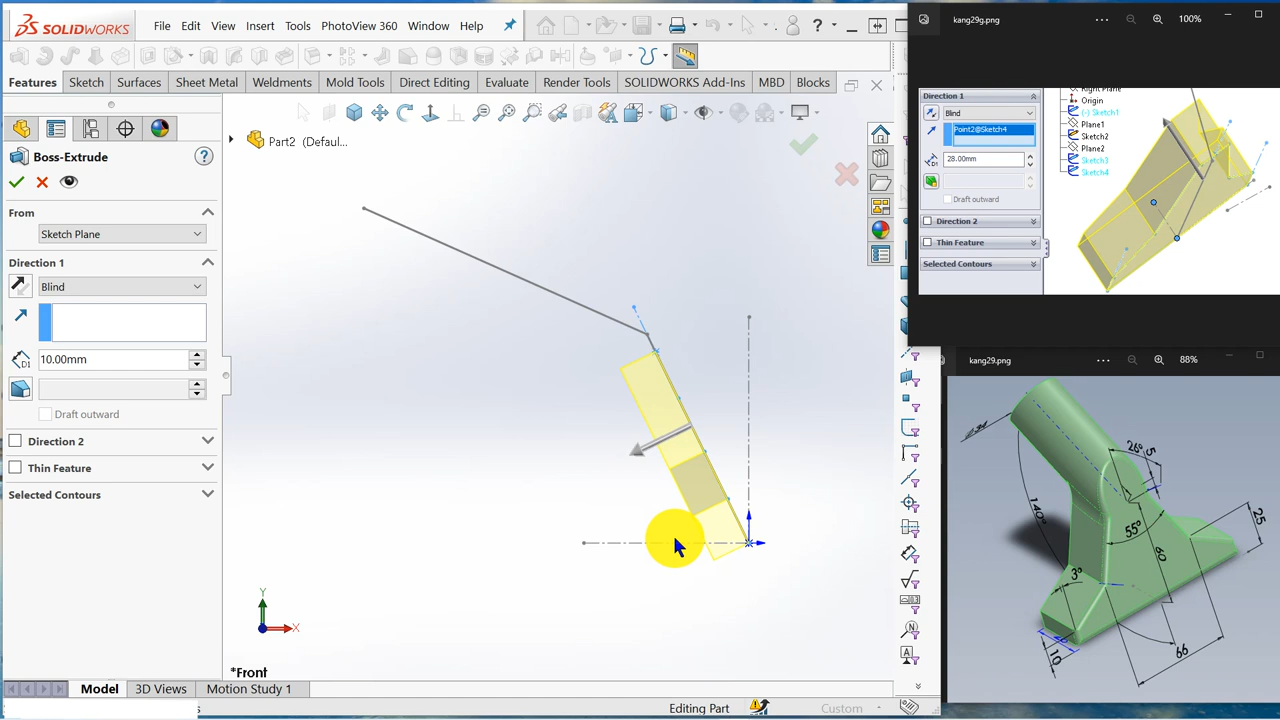 SOLIDWORKS File Edit View Insert Tools PhotoView 360 Window Help
Features Sketch Surfaces Sheet Metal Weldments Mold Tools Direct Editing Evaluate Render Tools SOLIDWORKS Add-Ins MBD Blocks
Part2 (Defaul...
Boss-Extrude
From
Sketch Plane
Direction 1
Blind
D1
10.00mm
Draft outward
Direction 2
Thin Feature
Selected Contours
Y
X
*Front
Model 3D Views Motion Study 1
Editing Part
Custom
kang29g.png
100%
Direction 1
Blind
Point2@Sketch4
28.00mm
Draft outward
Direction 2
Thin Feature
Selected Contours
Right Plane
Origin
(-) Sketch1
Plane1
Sketch2
Plane2
Sketch3
Sketch4
kang29.png
88%
26°
5
140°
55°
60
25
3°
10
66